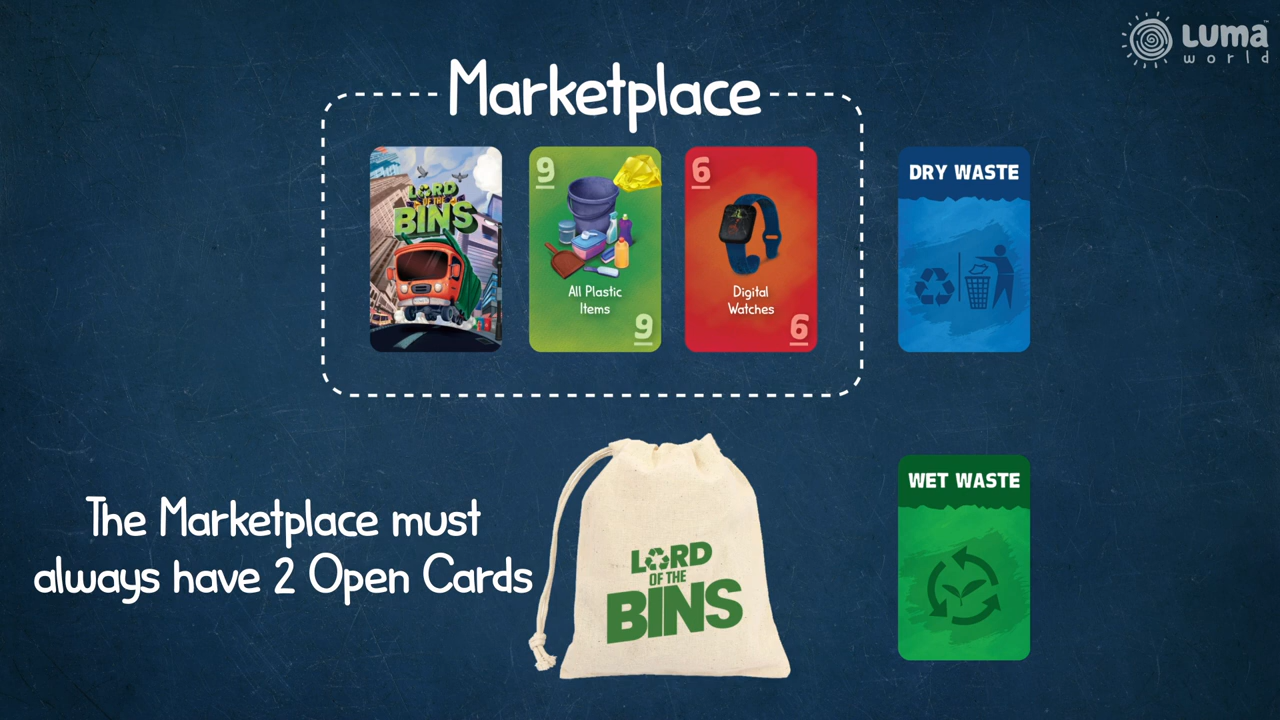 LUMA
world
™
Marketplace
LORD
OF THE
BINS
9
All Plastic
Items
9
6
Digital
Watches
6
DRY WASTE
The Marketplace must
always have 2 Open Cards
LORD
OF THE
BINS
WET WASTE